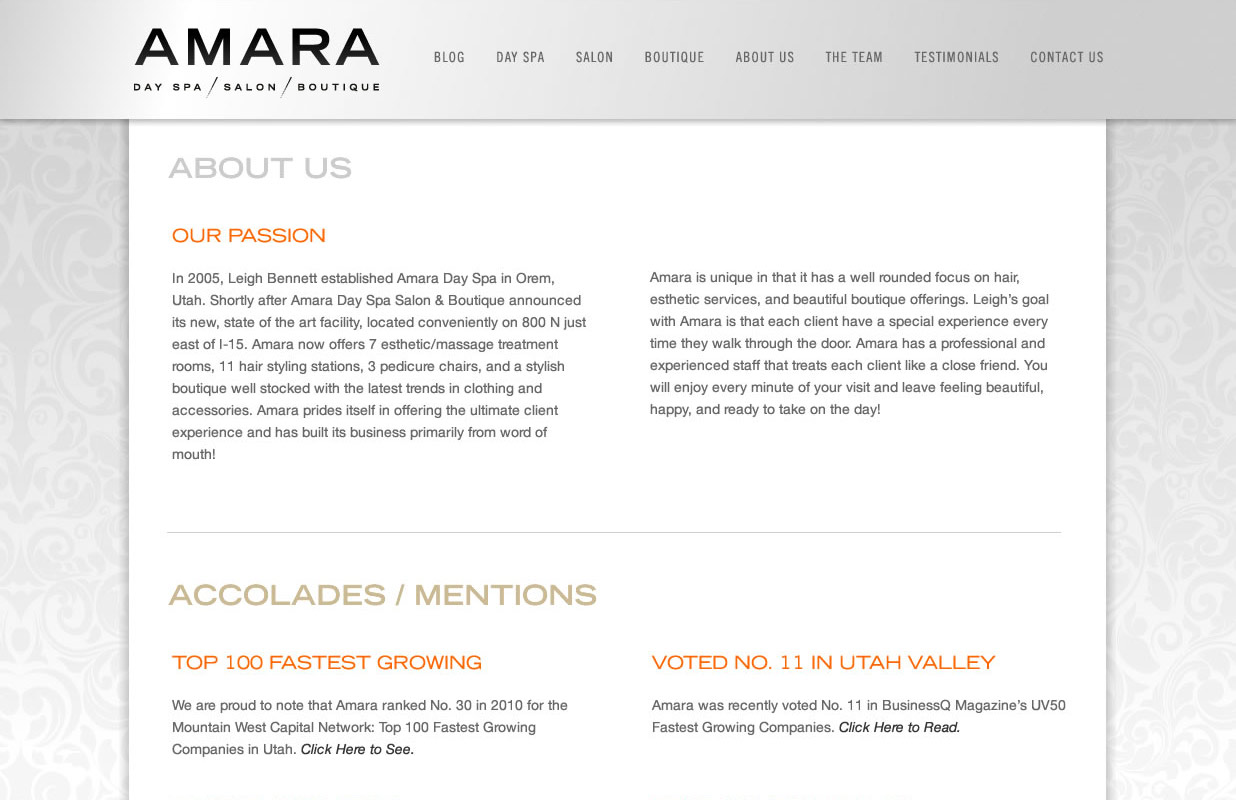 AMARA
DAY SPA / SALON / BOUTIQUE
BLOG DAY SPA SALON BOUTIQUE ABOUT US THE TEAM TESTIMONIALS CONTACT US
ABOUT US
OUR PASSION
In 2005, Leigh Bennett established Amara Day Spa in Orem,
Utah. Shortly after Amara Day Spa Salon & Boutique announced
its new, state of the art facility, located conveniently on 800 N just
east of I-15. Amara now offers 7 esthetic/massage treatment
rooms, 11 hair styling stations, 3 pedicure chairs, and a stylish
boutique well stocked with the latest trends in clothing and
accessories. Amara prides itself in offering the ultimate client
experience and has built its business primarily from word of
mouth!
Amara is unique in that it has a well rounded focus on hair,
esthetic services, and beautiful boutique offerings. Leigh’s goal
with Amara is that each client have a special experience every
time they walk through the door. Amara has a professional and
experienced staff that treats each client like a close friend. You
will enjoy every minute of your visit and leave feeling beautiful,
happy, and ready to take on the day!
ACCOLADES / MENTIONS
TOP 100 FASTEST GROWING
We are proud to note that Amara ranked No. 30 in 2010 for the
Mountain West Capital Network: Top 100 Fastest Growing
Companies in Utah. Click Here to See.
VOTED NO. 11 IN UTAH VALLEY
Amara was recently voted No. 11 in BusinessQ Magazine’s UV50
Fastest Growing Companies. Click Here to Read.